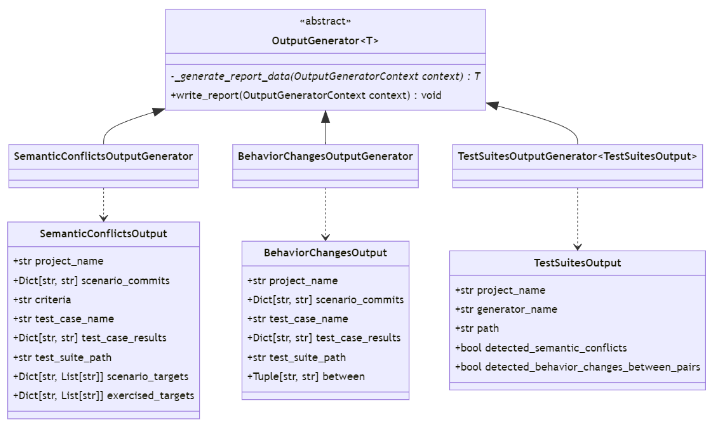 «abstract»
OutputGenerator<T>
-_generate_report_data(OutputGeneratorContext context) : T
+write_report(OutputGeneratorContext context) : void
SemanticConflictsOutputGenerator
BehaviorChangesOutputGenerator
TestSuitesOutputGenerator<TestSuitesOutput>
SemanticConflictsOutput
+str project_name
+Dict[str, str] scenario_commits
+str criteria
+str test_case_name
+Dict[str, str] test_case_results
+str test_suite_path
+Dict[str, List[str]] scenario_targets
+Dict[str, List[str]] exercised_targets
BehaviorChangesOutput
+str project_name
+Dict[str, str] scenario_commits
+str test_case_name
+Dict[str, str] test_case_results
+str test_suite_path
+Tuple[str, str] between
TestSuitesOutput
+str project_name
+str generator_name
+str path
+bool detected_semantic_conflicts
+bool detected_behavior_changes_between_pairs